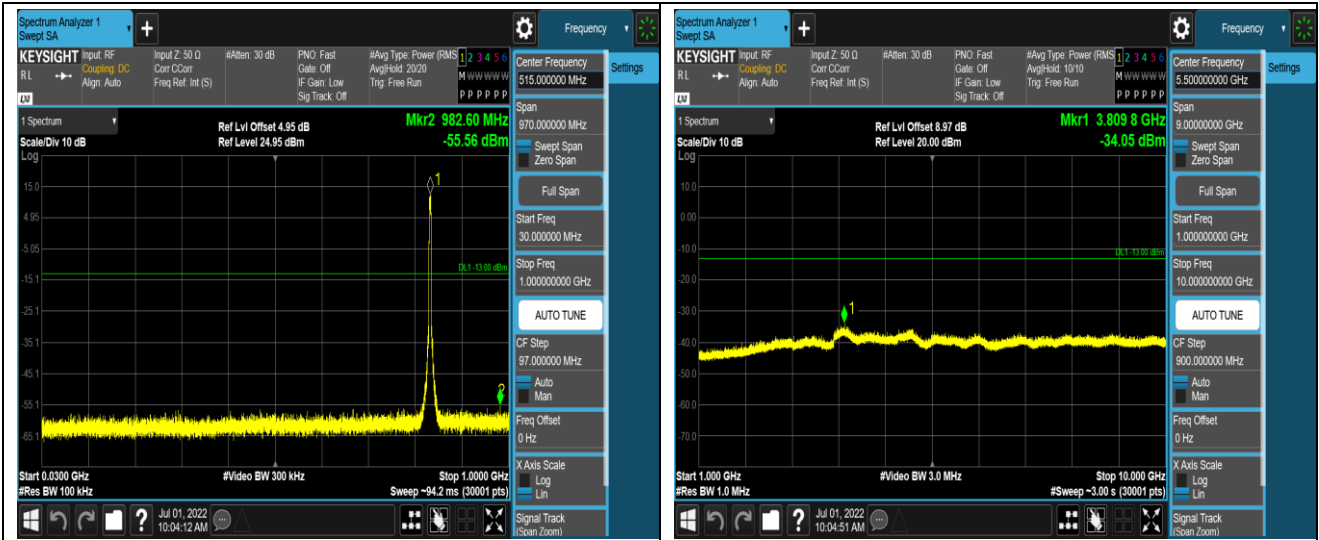 Spectrum Analyzer 1
Swept SA
+
Frequency
KEYSIGHT Input: RF Input Z: 50 Ω #Atten: 30 dB PNO: Fast #Avg Type: Power (RMS 1 2 3 4 5 6
RL Coupling: DC Corr CCorr Gate: Off Avg|Hold: 20/20 M W W W W W
Align: Auto Freq Ref: Int (S) IF Gain: Low Trig: Free Run
Sig Track: Off P P P P P P
LXI
Center Frequency
515.000000 MHz
Settings
Span
970.000000 MHz
Swept Span
Zero Span
Full Span
Start Freq
30.000000 MHz
Stop Freq
1.000000000 GHz
AUTO TUNE
CF Step
97.000000 MHz
Auto
Man
Freq Offset
0 Hz
X Axis Scale
Log
Lin
Signal Track
(Span Zoom)
1 Spectrum
Ref Lvl Offset 4.95 dB
Mkr2 982.60 MHz
Scale/Div 10 dB
Ref Level 24.95 dBm
-55.56 dBm
Log
1
15.0
4.95
-5.05
DL1 -13.00 dBm
-15.1
-25.1
-35.1
-45.1
-55.1
-65.1
Start 0.0300 GHz #Video BW 300 kHz Stop 1.0000 GHz
#Res BW 100 kHz Sweep ~94.2 ms (30001 pts)
?
Jul 01, 2022
10:04:12 AM
Spectrum Analyzer 1
Swept SA
+
Frequency
KEYSIGHT Input: RF Input Z: 50 Ω #Atten: 30 dB PNO: Fast #Avg Type: Power (RMS 1 2 3 4 5 6
RL Coupling: DC Corr CCorr Gate: Off Avg|Hold: 10/10 M W W W W W
Align: Auto Freq Ref: Int (S) IF Gain: Low Trig: Free Run
Sig Track: Off P P P P P P
LXI
Center Frequency
5.500000000 GHz
Settings
Span
9.00000000 GHz
Swept Span
Zero Span
Full Span
Start Freq
1.000000000 GHz
Stop Freq
10.000000000 GHz
AUTO TUNE
CF Step
900.000000 MHz
Auto
Man
Freq Offset
0 Hz
X Axis Scale
Log
Lin
Signal Track
(Span Zoom)
1 Spectrum
Ref Lvl Offset 8.97 dB
Mkr1 3.809 8 GHz
Scale/Div 10 dB
Ref Level 20.00 dBm
-34.05 dBm
Log
10.0
0.00
-10.0
DL1 -13.00 dBm
-20.0
-30.0
1
-40.0
-50.0
-60.0
-70.0
Start 1.000 GHz #Video BW 3.0 MHz Stop 10.000 GHz
#Res BW 1.0 MHz #Sweep ~3.00 s (30001 pts)
?
Jul 01, 2022
10:04:51 AM